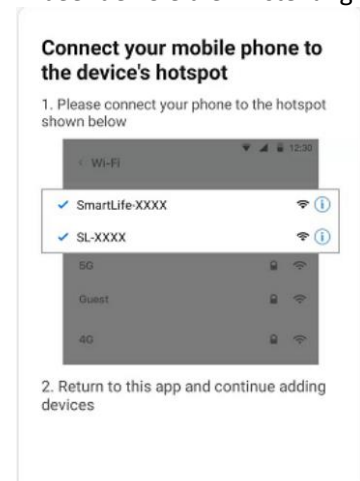 Connect your mobile phone to
the device's hotspot
1. Please connect your phone to the hotspot
shown below
12:30
< Wi-Fi
SmartLife-XXXX
SL-XXXX
5G
Guest
4G
2. Return to this app and continue adding
devices